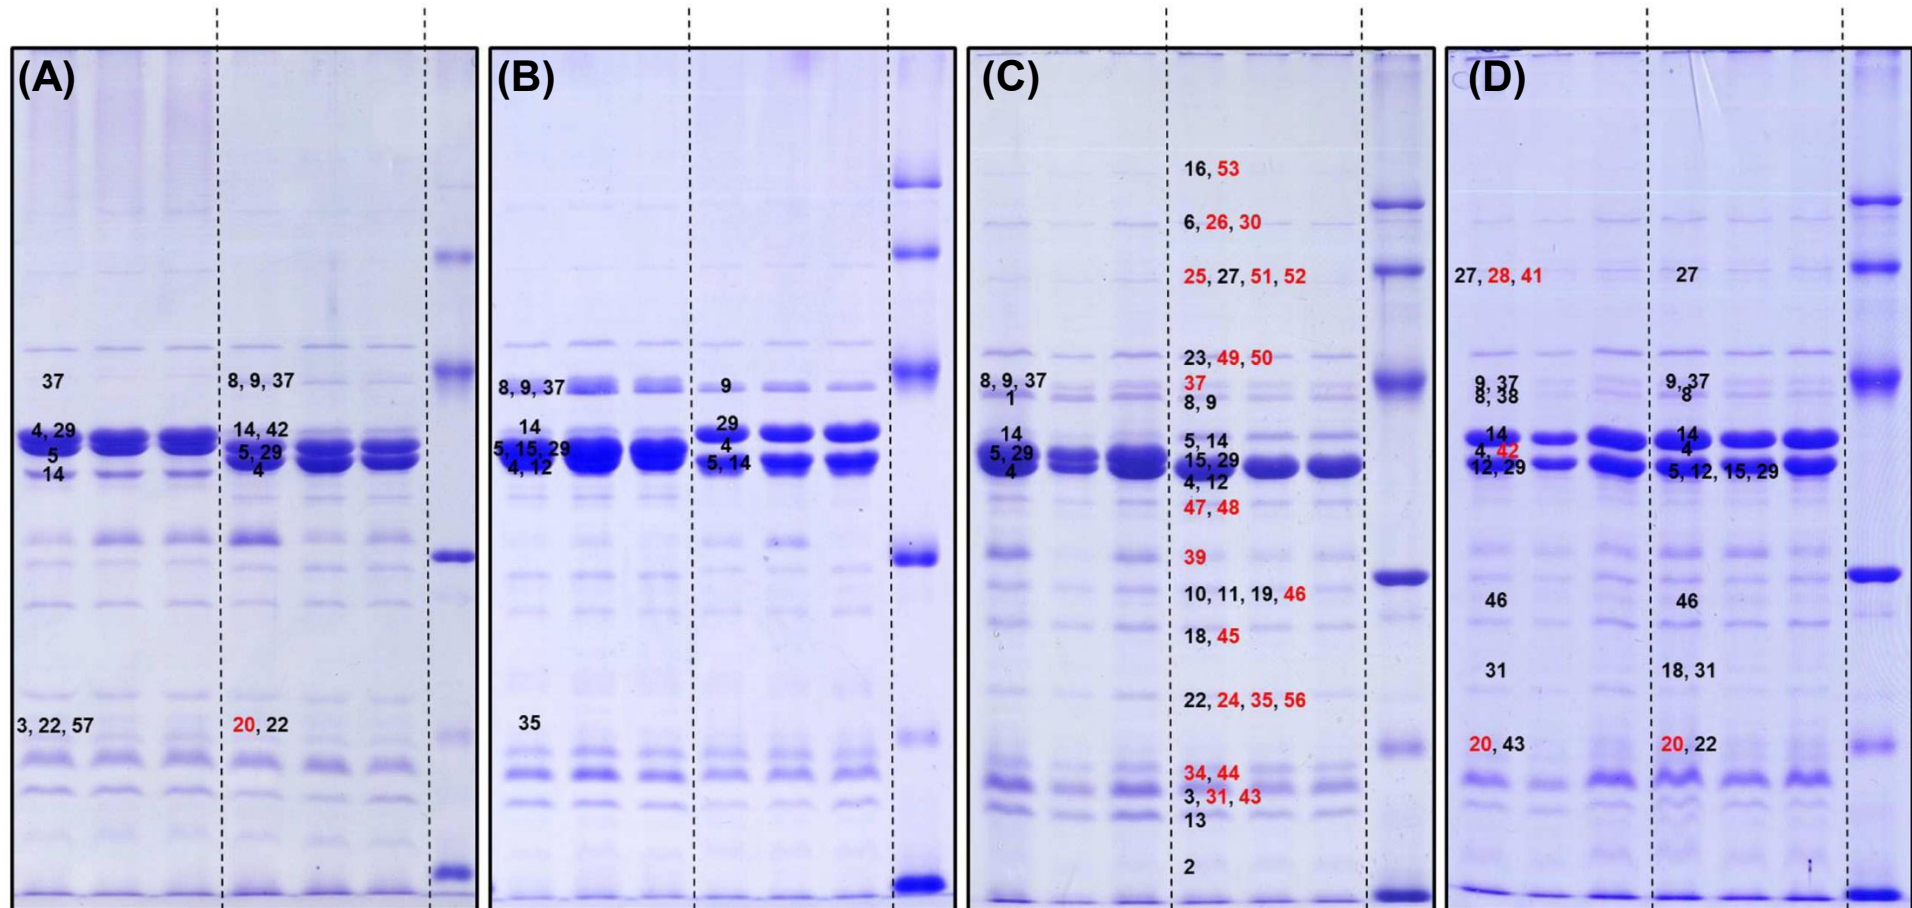 (A)
37
4, 29
5
14
3, 22, 57
8, 9, 37
14, 42
5, 29
4
20, 22
(B)
8, 9, 37
14
5, 15, 29
4, 12
35
9
29
4
5, 14
(C)
8, 9, 37
1
14
5, 29
4
16, 53
6, 26, 30
25, 27, 51, 52
23, 49, 50
37
8, 9
5, 14
15, 29
4, 12
47, 48
39
10, 11, 19, 46
18, 45
22, 24, 35, 56
34, 44
3, 31, 43
13
2
(D)
27, 28, 41
9, 37
8, 38
14
4, 42
12, 29
46
31
20, 43
27
9, 37
8
14
4
5, 12, 15, 29
46
18, 31
20, 22